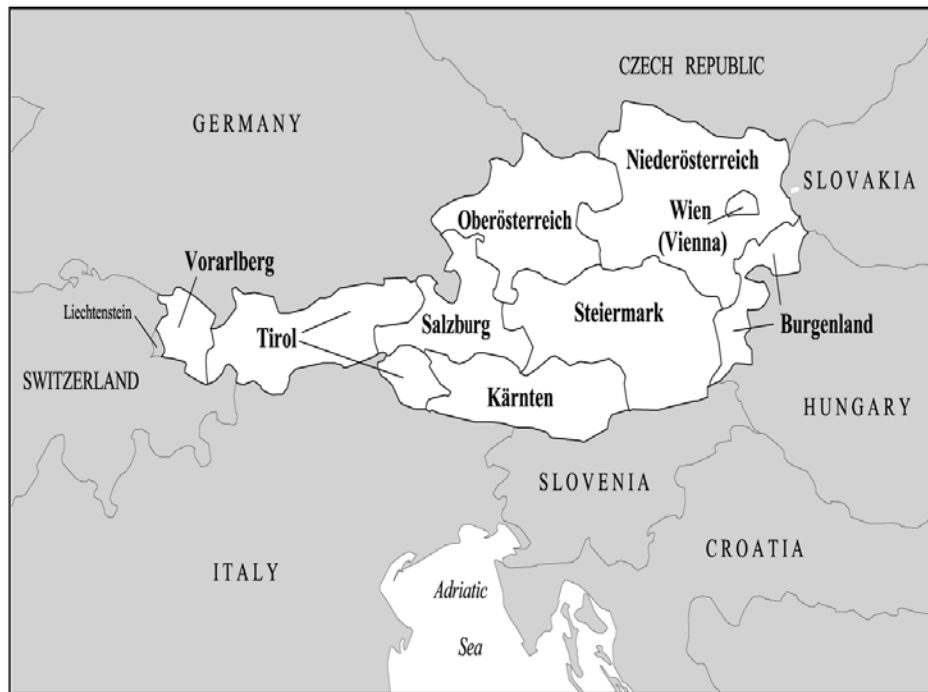 CZECH REPUBLIC
GERMANY
Niederösterreich
SLOVAKIA
Oberösterreich
Wien
(Vienna)
Vorarlberg
Liechtenstein
Tirol
Salzburg
Steiermark
Burgenland
SWITZERLAND
Kärnten
HUNGARY
SLOVENIA
CROATIA
ITALY
Adriatic
Sea